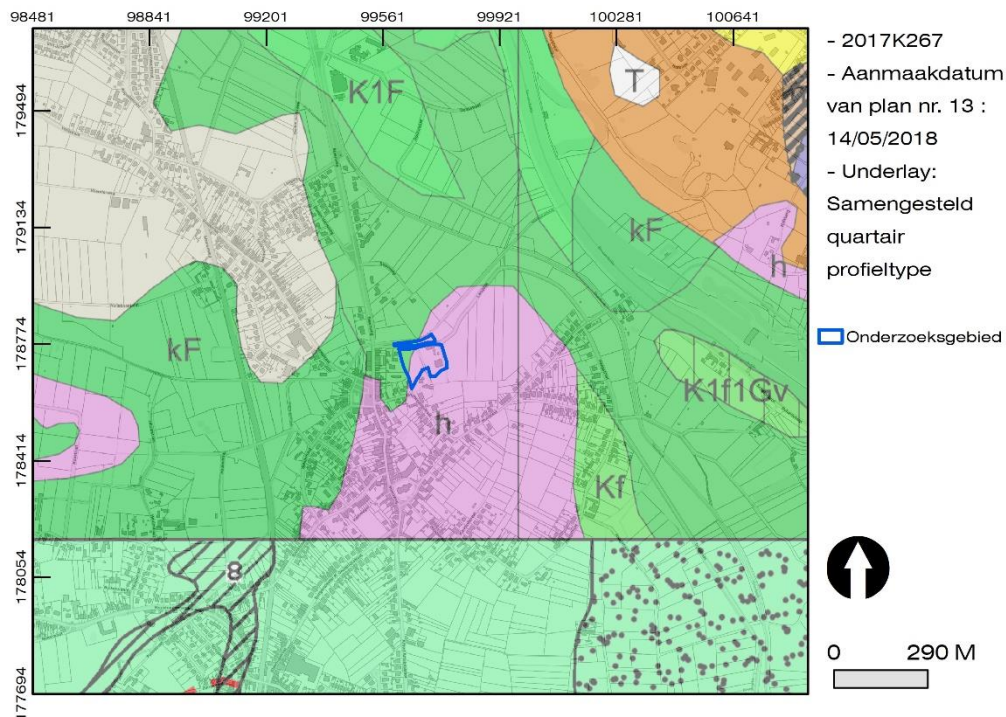 98481 98841 99201 99561 99921 100281 100641
179494
179134
178774
178414
178054
177694
K1F
T
kF
h
kF
K1f1Gv
h
Kf
8
- 2017K267
- Aanmaakdatum
van plan nr. 13 :
14/05/2018
- Underlay:
Samengesteld
quartair
profieltype
Onderzoeksgebied
0 290 M